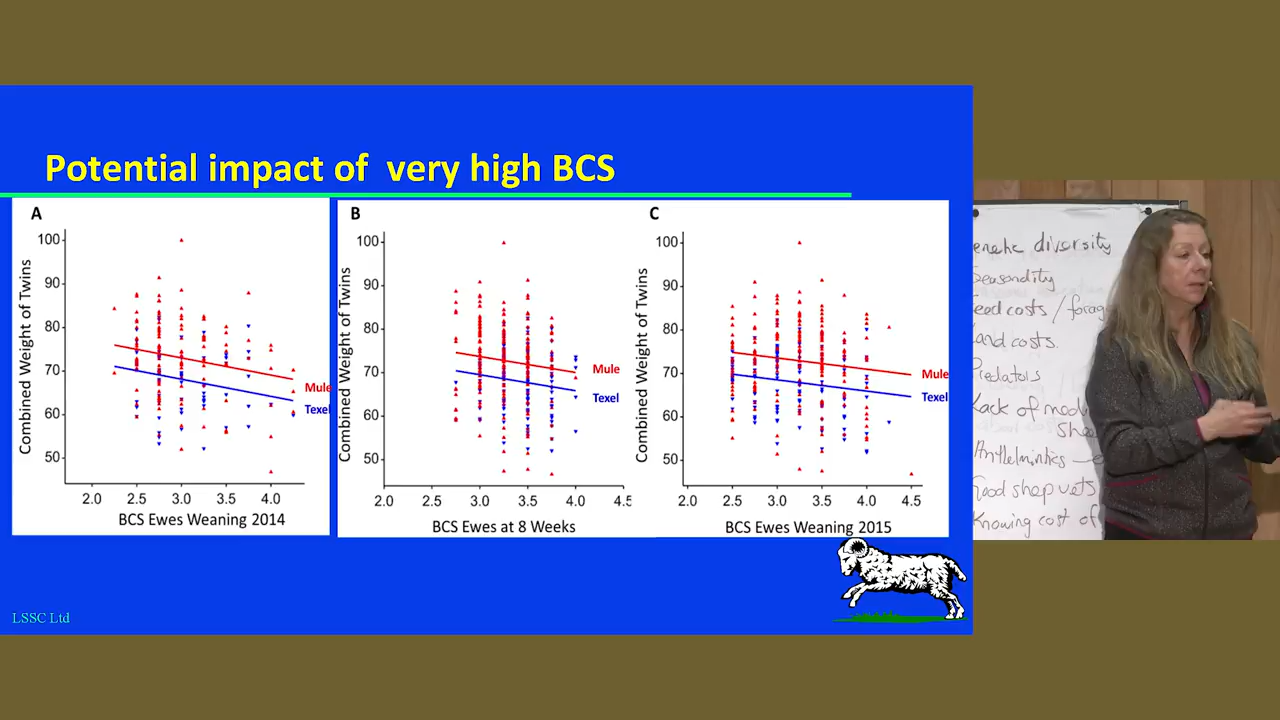 Potential impact of  very high BCS
A
Combined Weight of Twins
100
90
80
70
60
50
Mule
Texel
2.0 2.5 3.0 3.5 4.0
BCS Ewes Weaning 2014
B
Combined Weight of Twins
100
90
80
70
60
50
Mule
Texel
2.0 2.5 3.0 3.5 4.0 4.5
BCS Ewes at 8 Weeks
C
Combined Weight of Twins
100
90
80
70
60
50
Mule
Texel
2.0 2.5 3.0 3.5 4.0 4.5
BCS Ewes Weaning 2015
LSSC Ltd
enetic diversity
Seasonality
Feed costs / forag
Land costs.
Predators
Lack of mod
shee
Anthelmintics
Good sheep vets
Knowing cost of